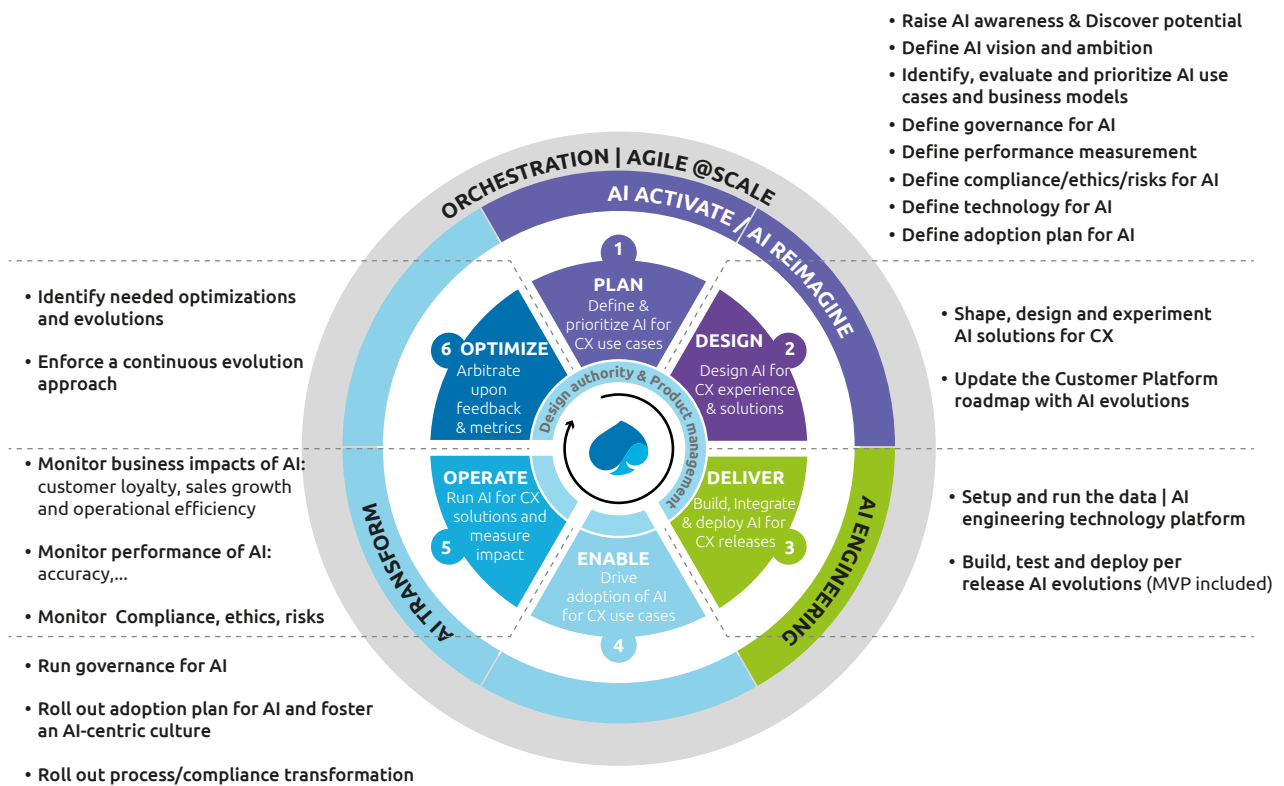 • Raise AI awareness & Discover potential
• Define AI vision and ambition
• Identify, evaluate and prioritize AI use
cases and business models
• Define governance for AI
• Define performance measurement
• Define compliance/ethics/risks for AI
• Define technology for AI
• Define adoption plan for AI
ORCHESTRATION | AGILE @SCALE
AI ACTIVATE / AI REIMAGINE
AI ENGINEERING
AI TRANSFORM
1
PLAN
Define &
prioritize AI for
CX use cases
DESIGN
2
Design AI for
CX experience
& solutions
• Shape, design and experiment
AI solutions for CX
• Update the Customer Platform
roadmap with AI evolutions
DELIVER
Build, Integrate
& deploy AI for
CX releases
3
• Setup and run the data | AI
engineering technology platform
• Build, test and deploy per
release AI evolutions (MVP included)
ENABLE
Drive
adoption of AI
for CX use cases
4
• Run governance for AI
• Roll out adoption plan for AI and foster
an AI-centric culture
• Roll out process/compliance transformation
OPERATE
Run AI for CX
solutions and
measure
impact
5
• Monitor business impacts of AI:
customer loyalty, sales growth
and operational efficiency
• Monitor performance of AI:
accuracy,...
• Monitor Compliance, ethics, risks
6 OPTIMIZE
Arbitrate
upon
feedback
& metrics
• Identify needed optimizations
and evolutions
• Enforce a continuous evolution
approach
Design authority & Product management